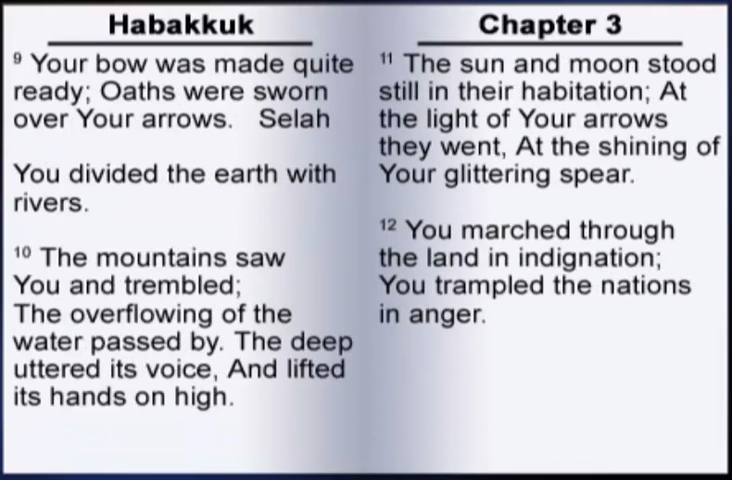 Habakkuk
⁹ Your bow was made quite
ready; Oaths were sworn
over Your arrows. Selah
You divided the earth with
rivers.
¹⁰ The mountains saw
You and trembled;
The overflowing of the
water passed by. The deep
uttered its voice, And lifted
its hands on high.
Chapter 3
¹¹ The sun and moon stood
still in their habitation; At
the light of Your arrows
they went, At the shining of
Your glittering spear.
¹² You marched through
the land in indignation;
You trampled the nations
in anger.